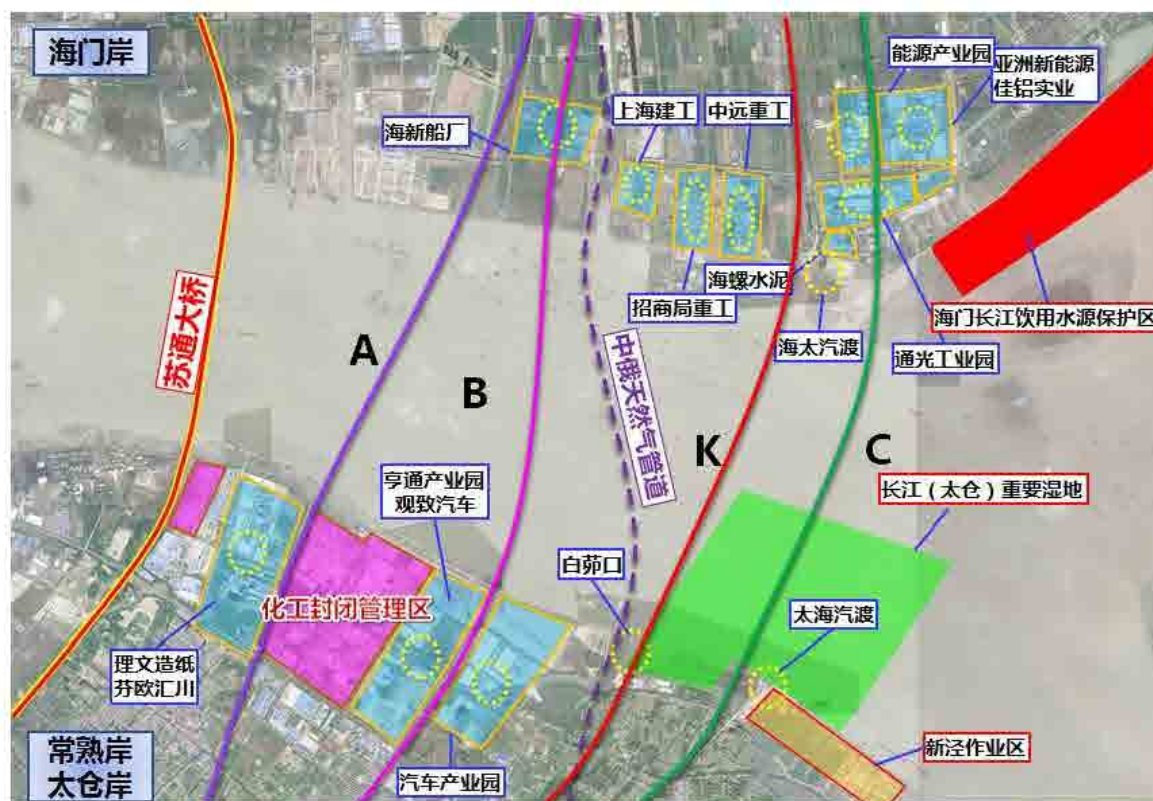 海门岸
能源产业园
亚洲新能源
佳铝实业
上海建工
中远重工
海新船厂
海螺水泥
招商局重工
海门长江饮用水源保护区
海太汽渡
通光工业园
苏通大桥
A
B
中俄天然气管道
K
C
亨通产业园
观致汽车
长江（太仓）重要湿地
白茆口
化工封闭管理区
太海汽渡
理文造纸
芬欧汇川
新泾作业区
常熟岸
太仓岸
汽车产业园